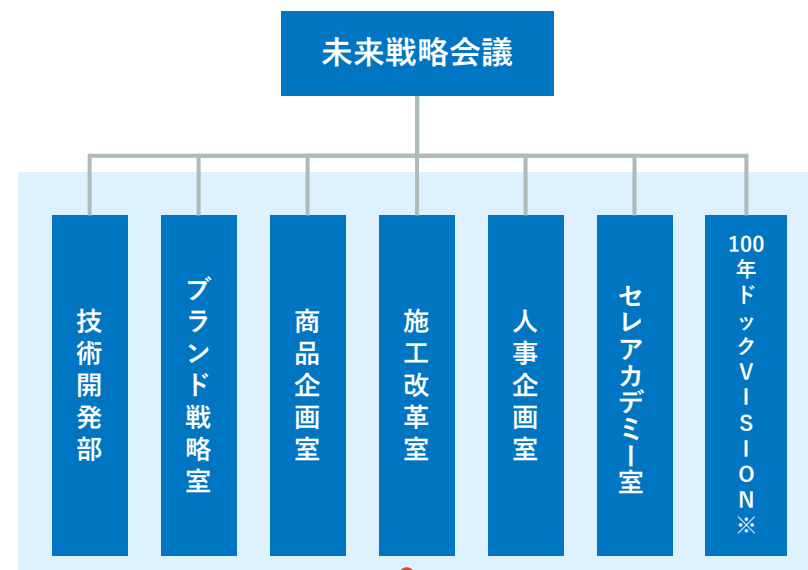 未来戦略会議
技術開発部
ブランド戦略室
商品企画室
施工改革室
人事企画室
セレアカデミー室
100年ドックVISION※